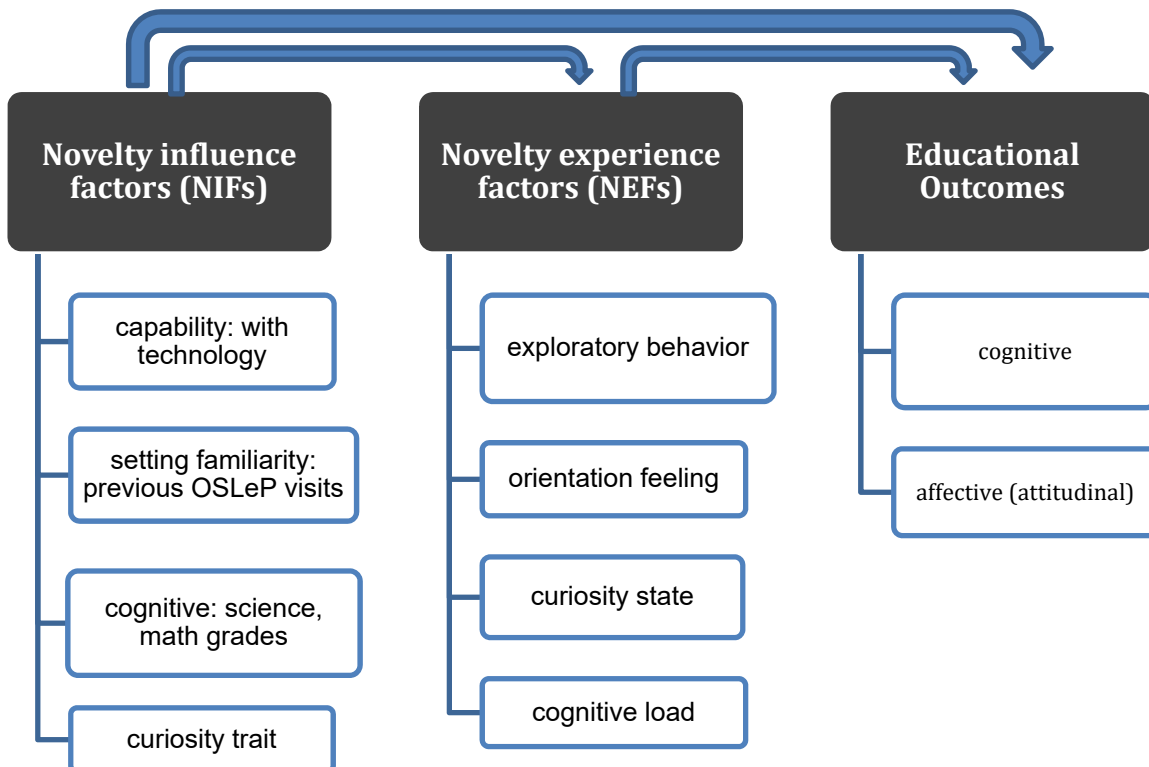 Novelty influence
factors (NIFs)
capability: with
technology
setting familiarity:
previous OSLeP visits
cognitive: science,
math grades
curiosity trait
Novelty experience
factors (NEFs)
exploratory behavior
orientation feeling
curiosity state
cognitive load
Educational
Outcomes
cognitive
affective (attitudinal)